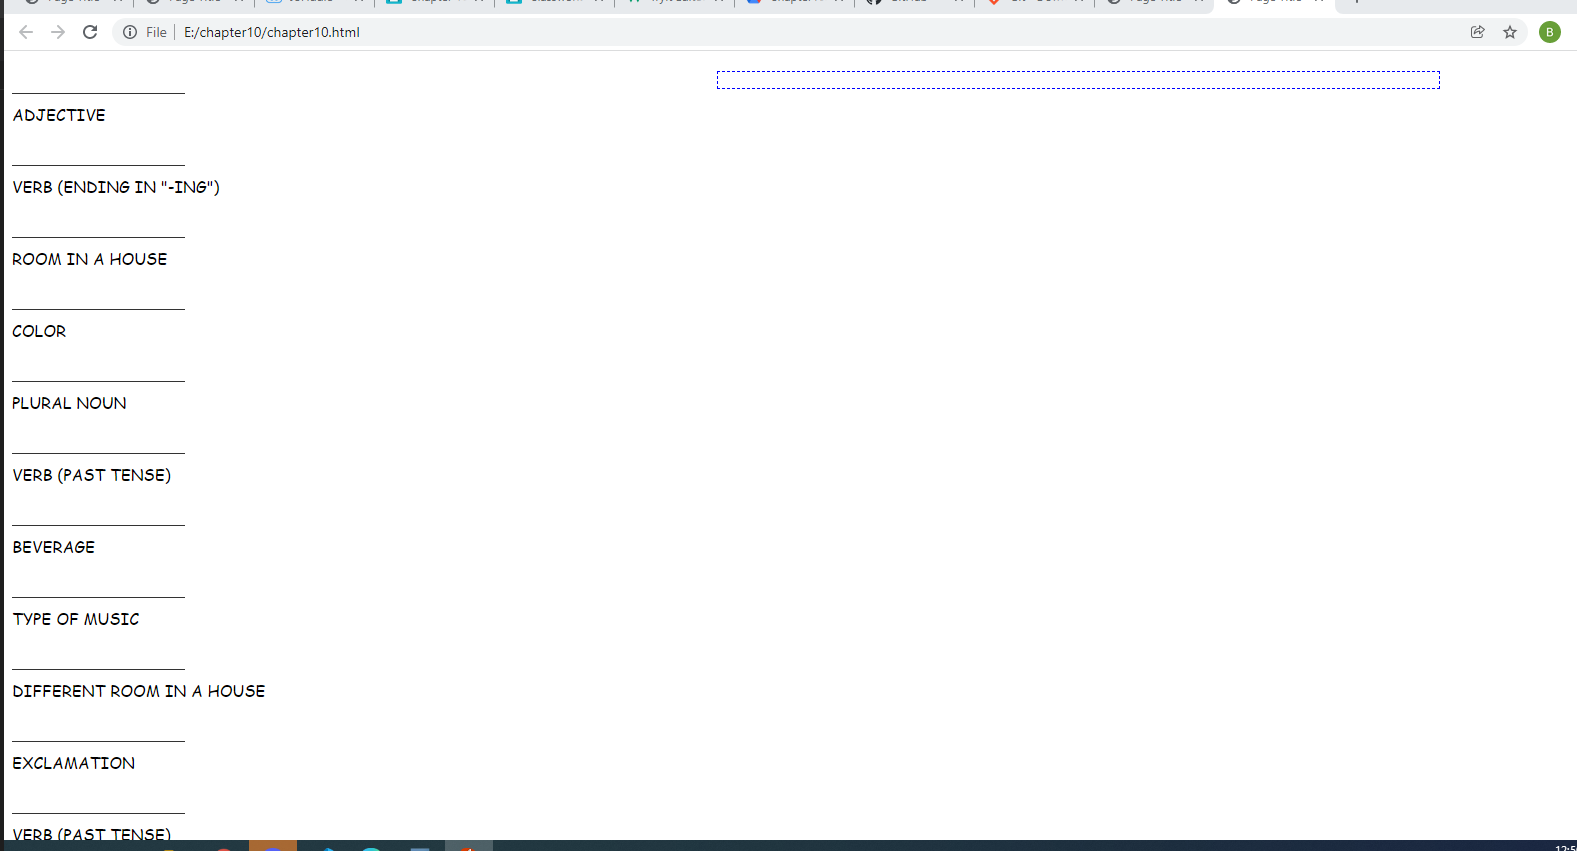 File E:/chapter10/chapter10.html
B
ADJECTIVE
VERB (ENDING IN "-ING")
ROOM IN A HOUSE
COLOR
PLURAL NOUN
VERB (PAST TENSE)
BEVERAGE
TYPE OF MUSIC
DIFFERENT ROOM IN A HOUSE
EXCLAMATION
VERB (PAST TENSE)